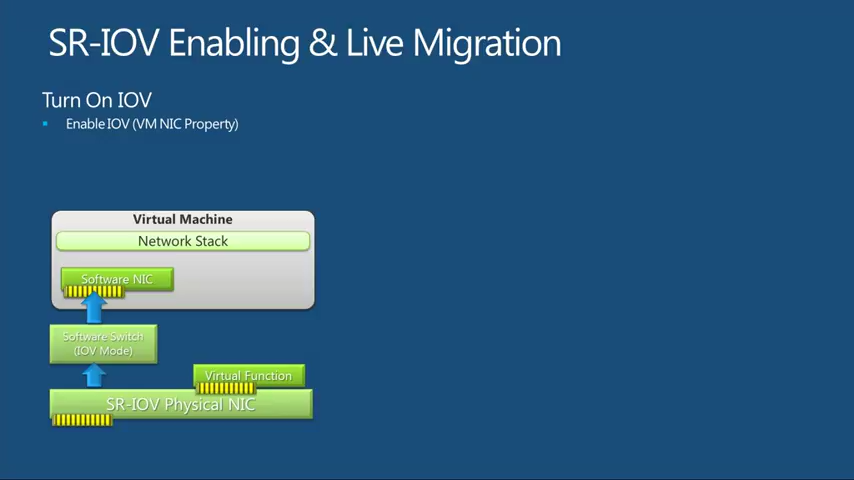 SR-IOV Enabling & Live Migration
Turn On IOV
Enable IOV (VM NIC Property)
Virtual Machine
Network Stack
Software NIC
Software Switch
(IOV Mode)
Virtual Function
SR-IOV Physical NIC